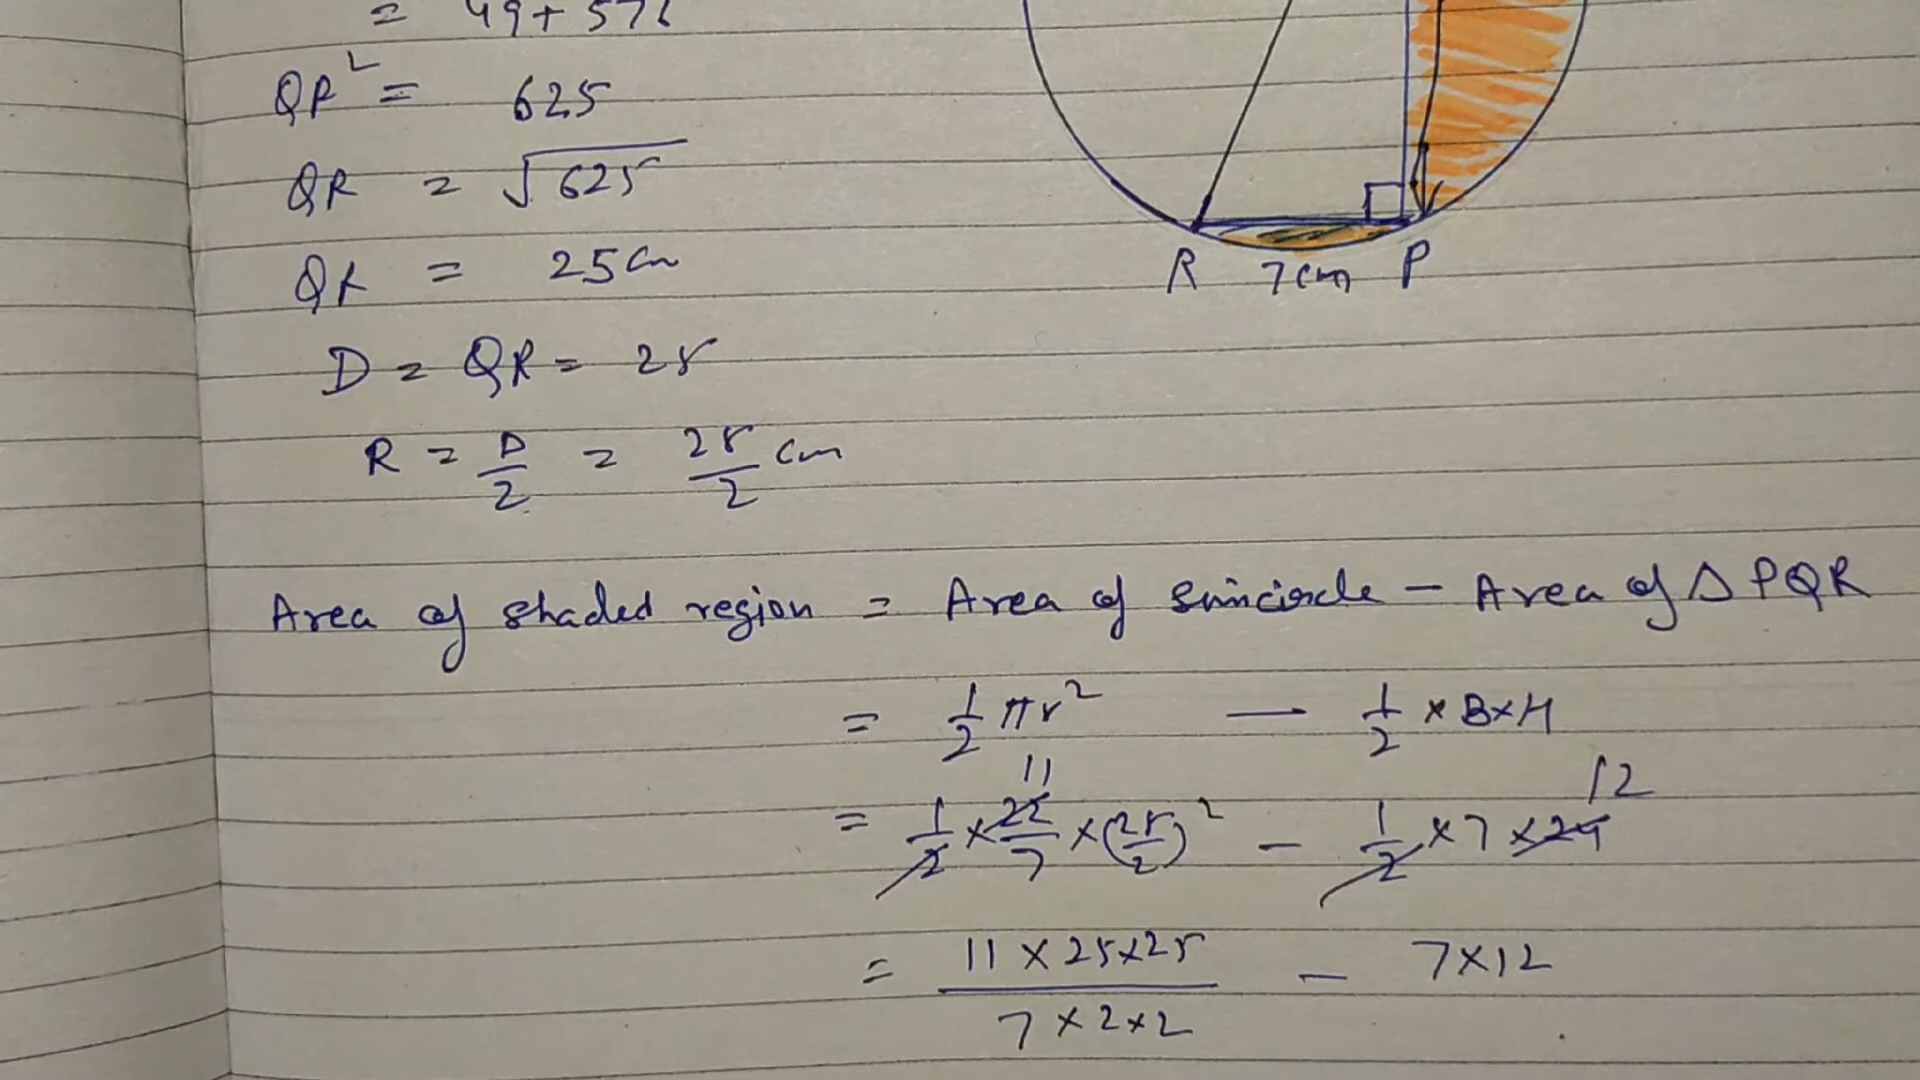 = 49+576
QR² = 625
QR = √625
QR = 25cm
R 7cm P
D = QR = 25
R = D/2 = 25/2 cm
Area of shaded region = Area of semicircle - Area of △PQR
= 1/2 πr² — 1/2 × B×H
11 12
= 1/2 × 22/7 × (25/2)² - 1/2 × 7 × 24
= 11 × 25×25 / 7×2×2 - 7×12